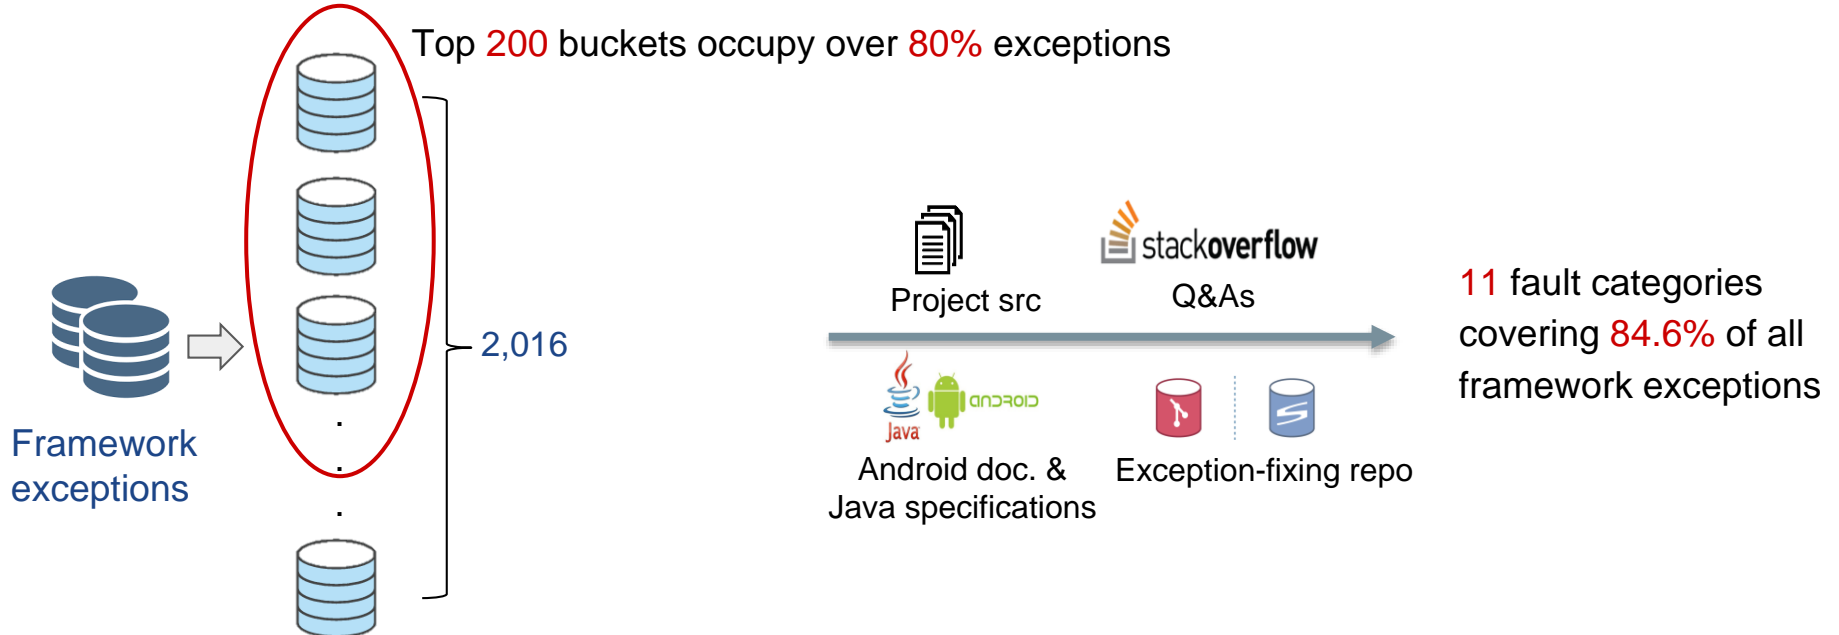 Top 200 buckets occupy over 80% exceptions
2,016
Framework
exceptions
stackoverflow
Project src
Q&As
Java
android
Android doc. &
Java specifications
Exception-fixing repo
11 fault categories
covering 84.6% of all
framework exceptions